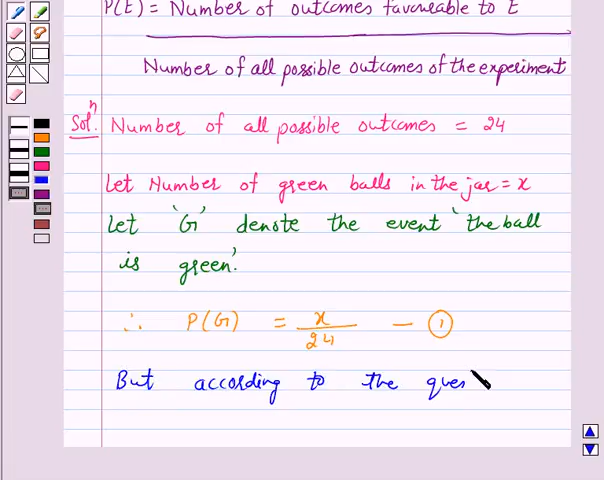 P(E) = Number of outcomes favourable to E
Number of all possible outcomes of the experiment
Solⁿ. Number of all possible outcomes = 24
Let Number of green balls in the jar = x
Let 'G' denote the event 'the ball
is green'.
∴ P(G) = x/24 — ①
But according to the ques